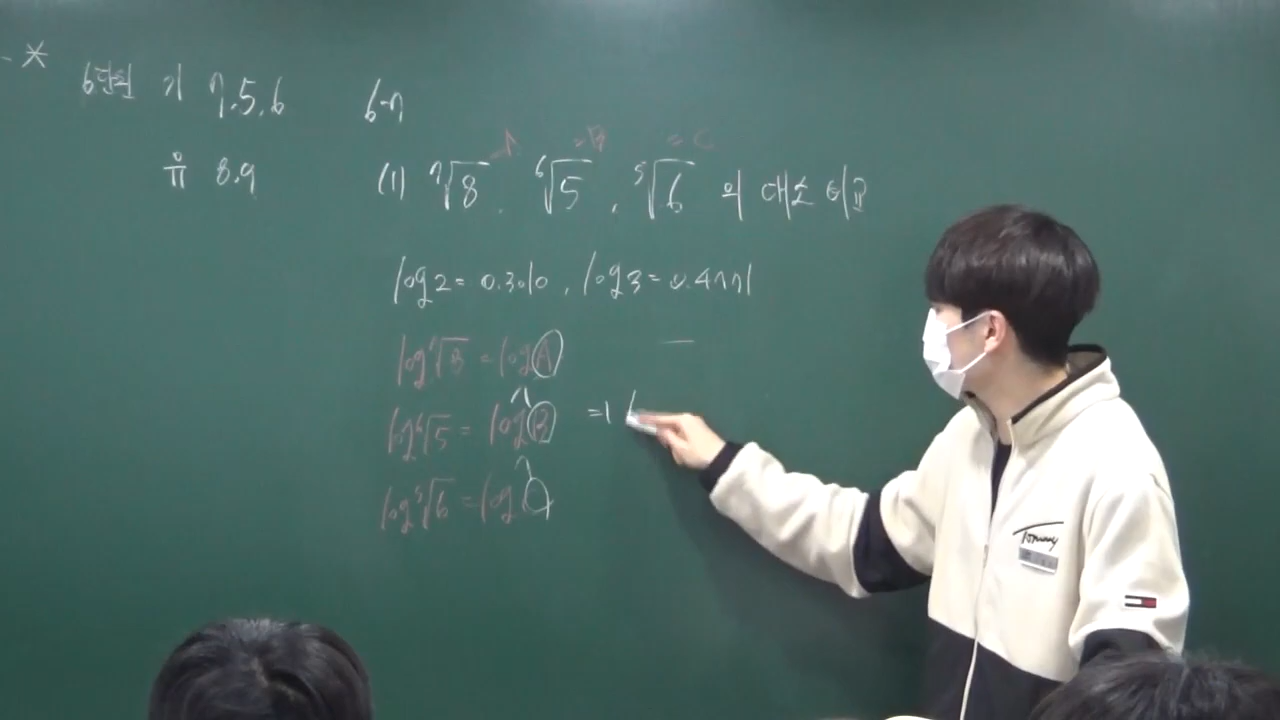 - *
6단원 기 7.5.6
유 8.9
6-7
=A =B =C
(1) ⁷√8 , ⁶√5 , ⁵√6 의 대소 비교
log2 = 0.3010 , log3 = 0.4771
log⁷√8 = logA
log⁶√5 = logB = 1
log⁵√6 = log
Tommy